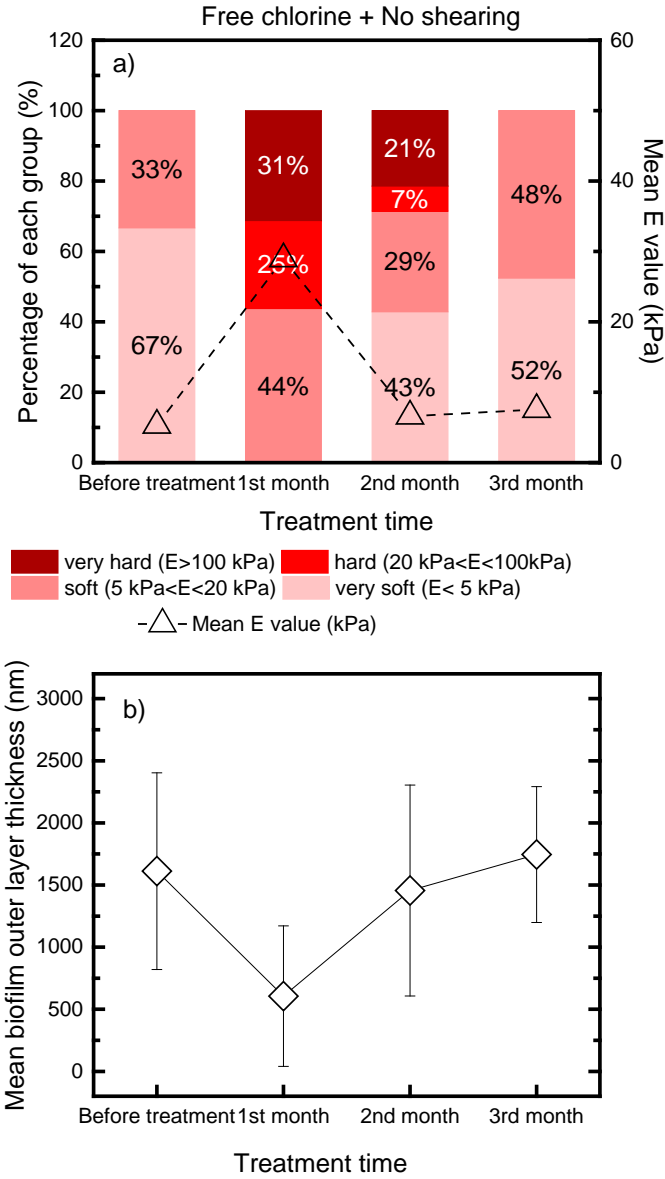 Free chlorine + No shearing
a)
120
100
80
60
40
20
0
Percentage of each group (%)
60
40
20
0
Mean E value (kPa)
33%
67%
31%
25%
44%
21%
7%
29%
43%
48%
52%
Before treatment 1st month 2nd month 3rd month
Treatment time
very hard (E>100 kPa) hard (20 kPa<E<100kPa)
soft (5 kPa<E<20 kPa) very soft (E< 5 kPa)
Mean E value (kPa)
b)
3000
2500
2000
1500
1000
500
0
Mean biofilm outer layer thickness (nm)
Before treatment 1st month 2nd month 3rd month
Treatment time